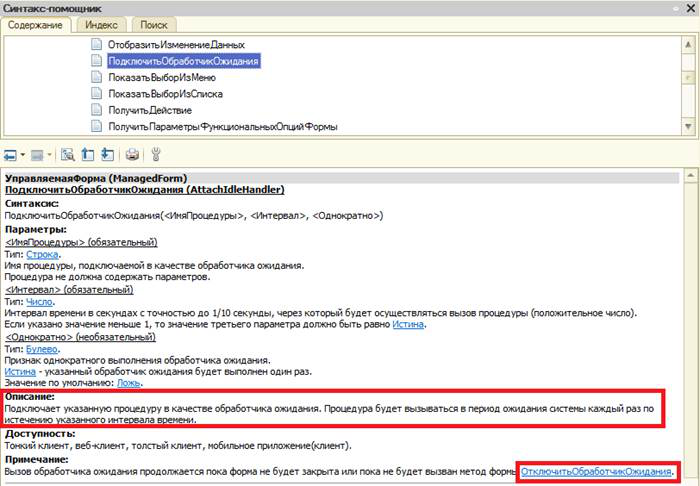 Синтакс-помощник
Содержание Индекс Поиск
ОтобразитьИзменениеДанных
ПодключитьОбработчикОжидания
ПоказатьВыборИзМеню
ПоказатьВыборИзСписка
ПолучитьДействие
ПолучитьПараметрыФункциональныхОпцийФормы
УправляемаяФорма (ManagedForm)
ПодключитьОбработчикОжидания (AttachIdleHandler)
Синтаксис:
ПодключитьОбработчикОжидания(<ИмяПроцедуры>, <Интервал>, <Однократно>)
Параметры:
<ИмяПроцедуры> (обязательный)
Тип: Строка.
Имя процедуры, подключаемой в качестве обработчика ожидания.
Процедура не должна содержать параметров.
<Интервал> (обязательный)
Тип: Число.
Интервал времени в секундах с точностью до 1/10 секунды, через который будет осуществляться вызов процедуры (положительное число).
Если указано значение меньше 1, то значение третьего параметра должно быть равно Истина.
<Однократно> (необязательный)
Тип: Булево.
Признак однократного выполнения обработчика ожидания.
Истина - указанный обработчик ожидания будет выполнен один раз.
Значение по умолчанию: Ложь.
Описание:
Подключает указанную процедуру в качестве обработчика ожидания. Процедура будет вызываться в период ожидания системы каждый раз по
истечению указанного интервала времени.
Доступность:
Тонкий клиент, веб-клиент, толстый клиент, мобильное приложение(клиент).
Примечание:
Вызов обработчика ожидания продолжается пока форма не будет закрыта или пока не будет вызван метод формы ОтключитьОбработчикОжидания.